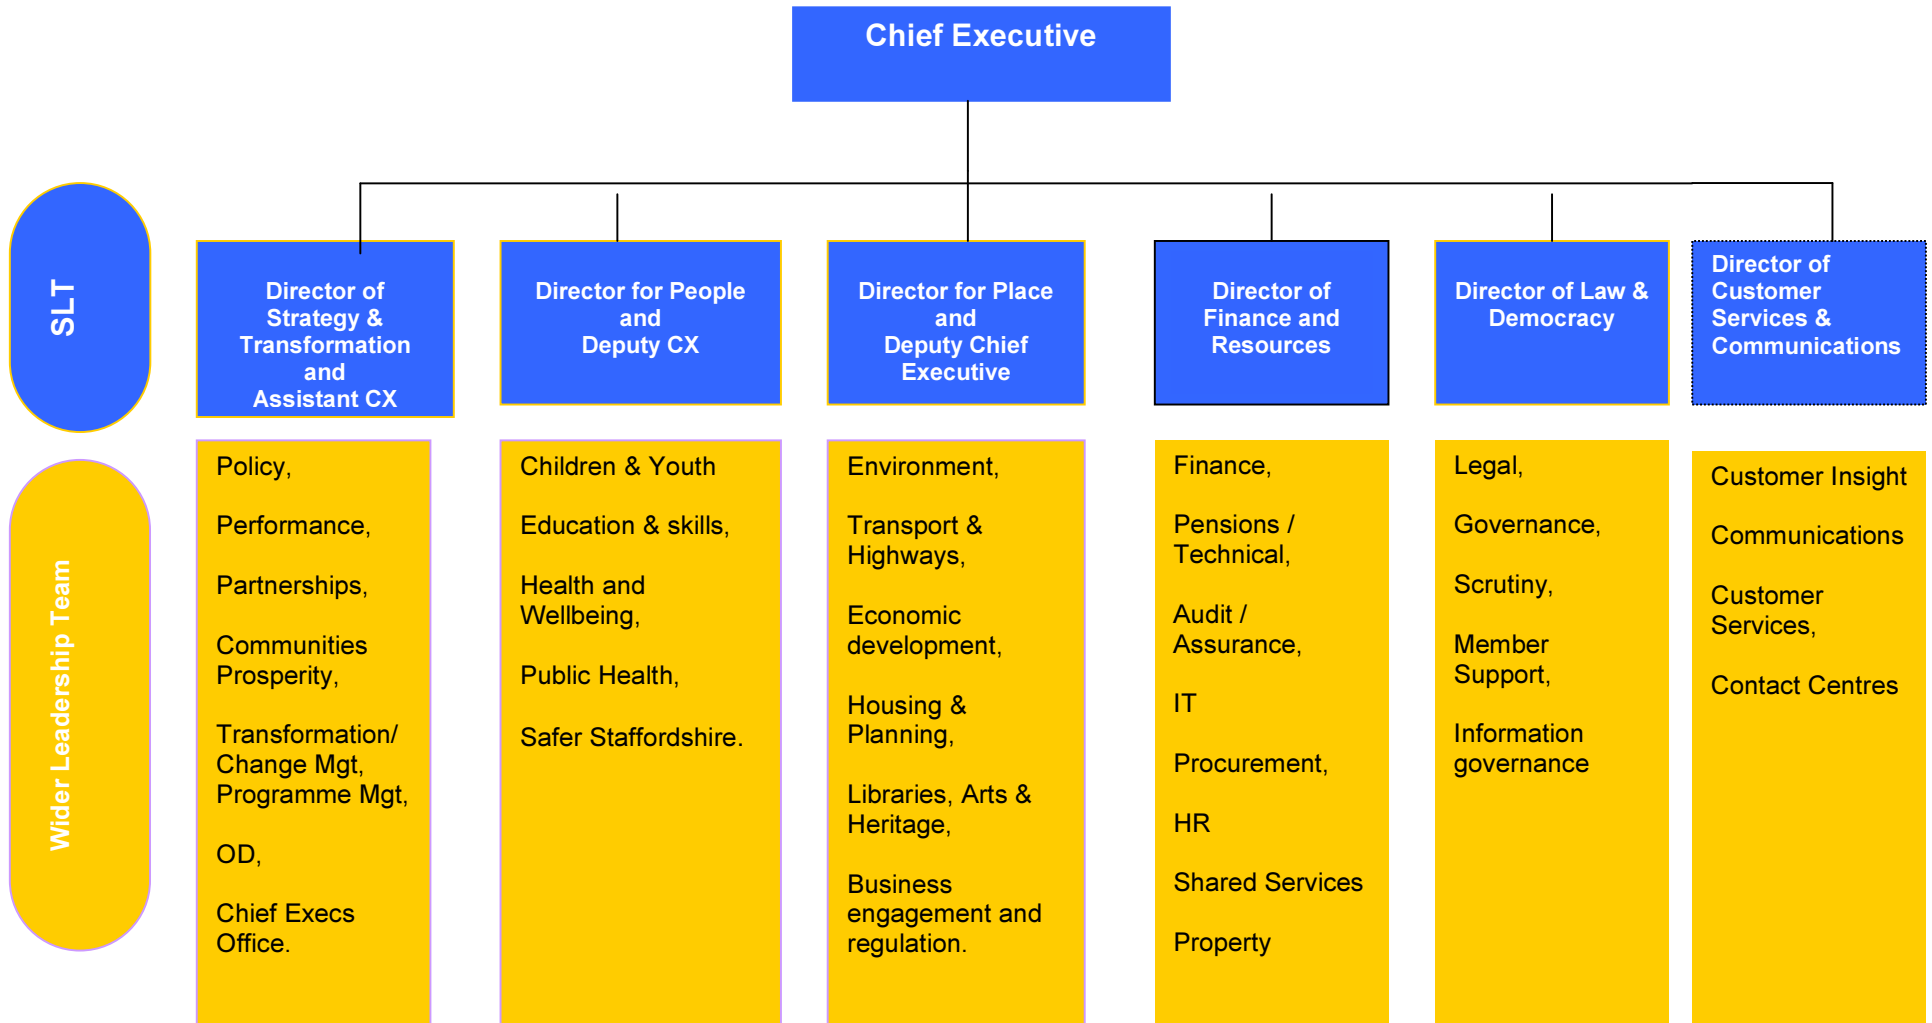 Chief Executive
SLT
Director of
Strategy &
Transformation
and
Assistant CX
Director for People
and
Deputy CX
Director for Place
and
Deputy Chief
Executive
Director of
Finance and
Resources
Director of Law &
Democracy
Director of
Customer
Services &
Communications
Wider Leadership Team
Policy,
Performance,
Partnerships,
Communities
Prosperity,
Transformation/
Change Mgt,
Programme Mgt,
OD,
Chief Execs
Office.
Children & Youth
Education & skills,
Health and
Wellbeing,
Public Health,
Safer Staffordshire.
Environment,
Transport &
Highways,
Economic
development,
Housing &
Planning,
Libraries, Arts &
Heritage,
Business
engagement and
regulation.
Finance,
Pensions /
Technical,
Audit /
Assurance,
IT
Procurement,
HR
Shared Services
Property
Legal,
Governance,
Scrutiny,
Member
Support,
Information
governance
Customer Insight
Communications
Customer
Services,
Contact Centres